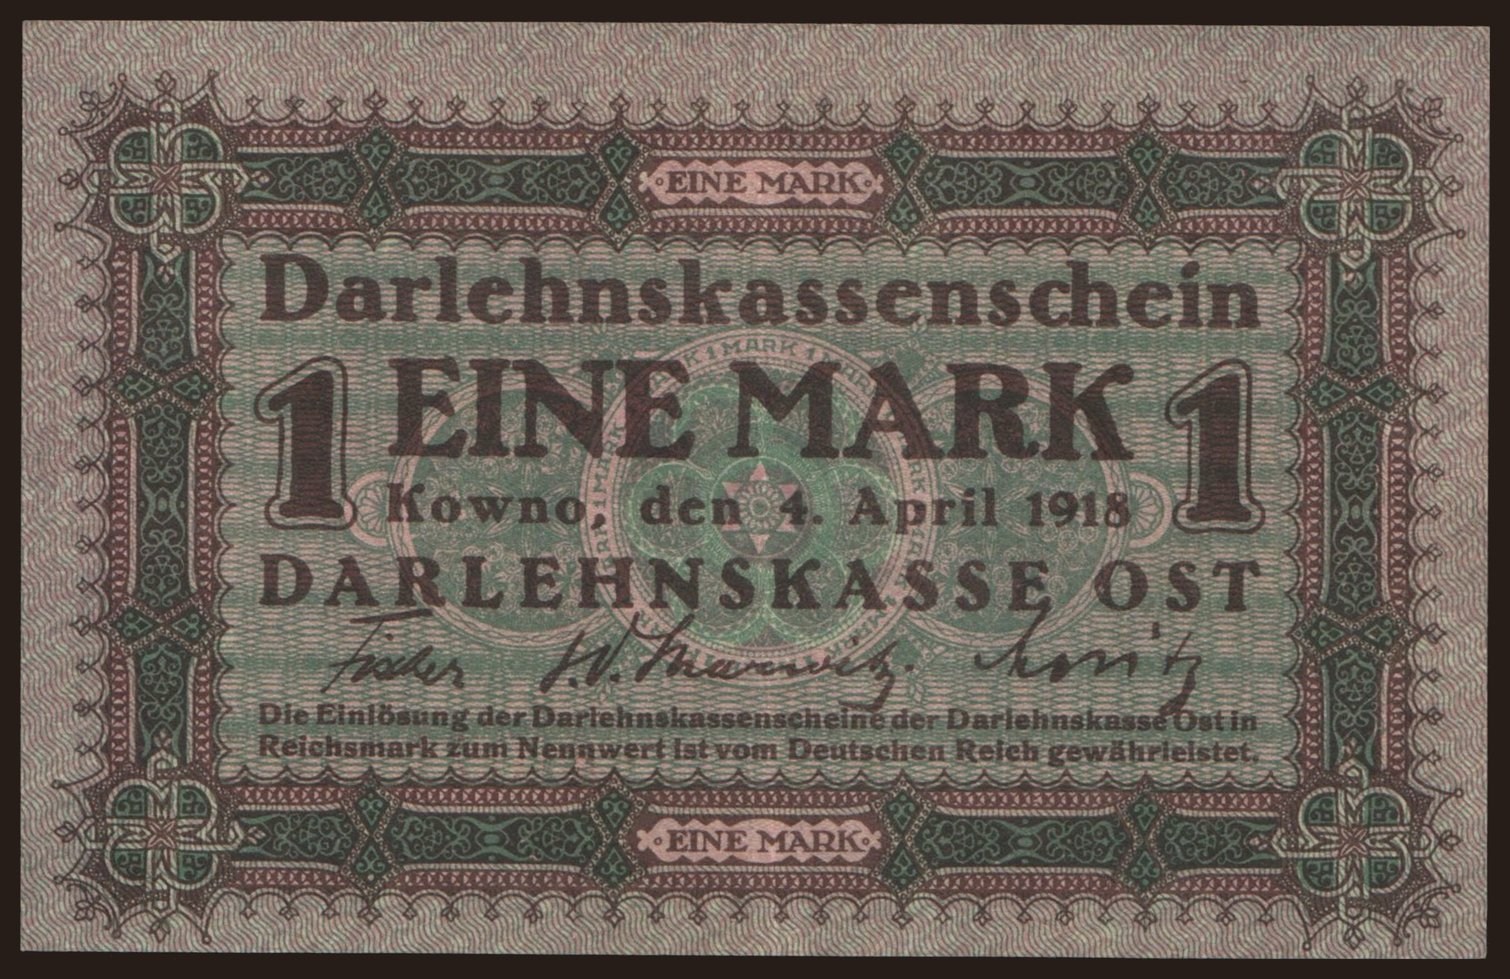 EINE MARK
Darlehnskassenschein
1 EINE MARK 1
Kowno, den 4. April 1918
DARLEHNSKASSE OST
Fischer
Die Einlösung der Darlehnskassenscheine der Darlehnskasse Ost in
Reichsmark zum Nennwert ist vom Deutschen Reich gewährleistet.
EINE MARK